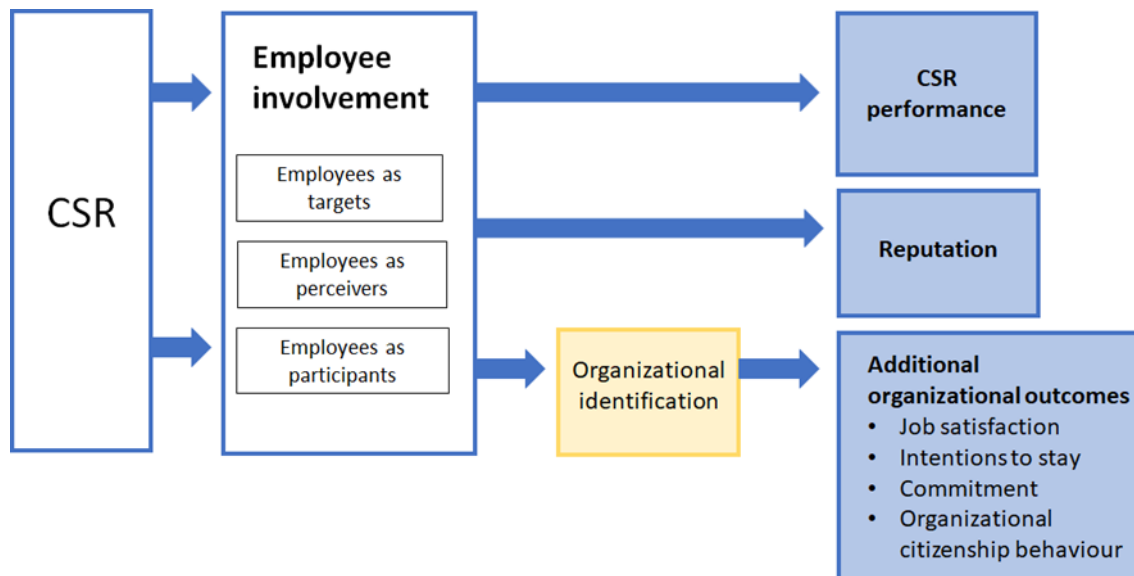 CSR
Employee
involvement
Employees as
targets
Employees as
perceivers
Employees as
participants
Organizational
identification
CSR
performance
Reputation
Additional
organizational outcomes
• Job satisfaction
• Intentions to stay
• Commitment
• Organizational
citizenship behaviour